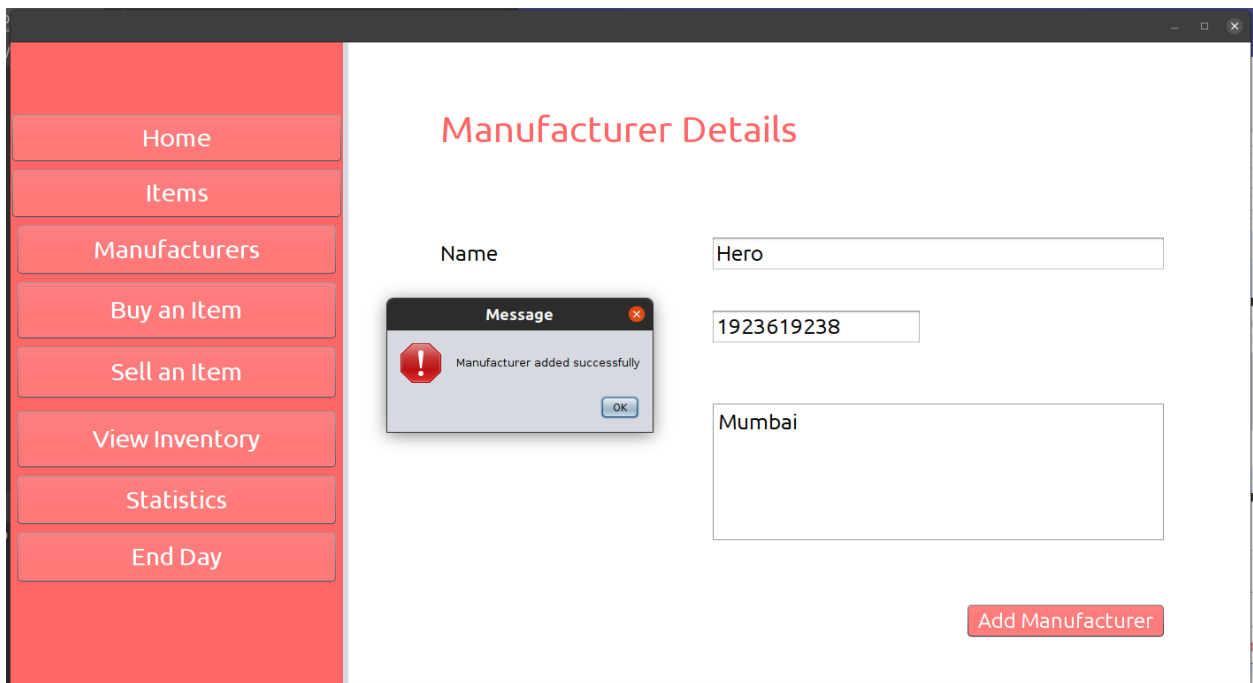 Home
Items
Manufacturers
Buy an Item
Sell an Item
View Inventory
Statistics
End Day
Manufacturer Details
Name
Hero
Message
Manufacturer added successfully
OK
1923619238
Mumbai
Add Manufacturer